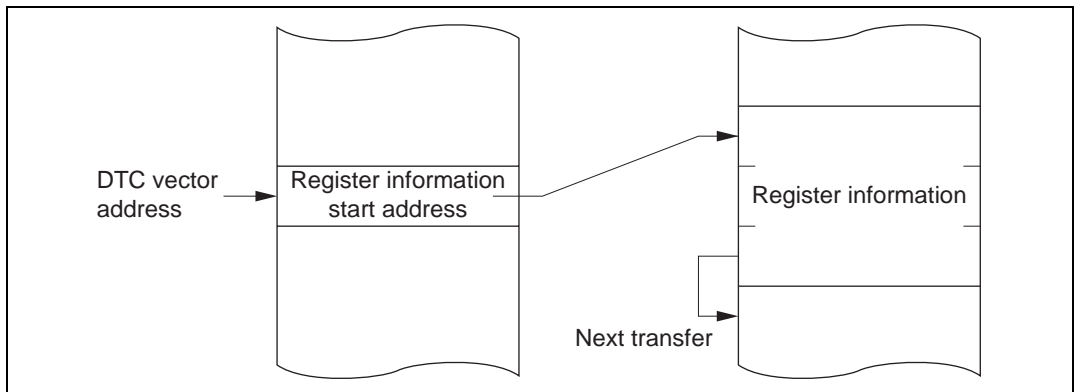 DTC vector
address
Register information
start address
Register information
Next transfer